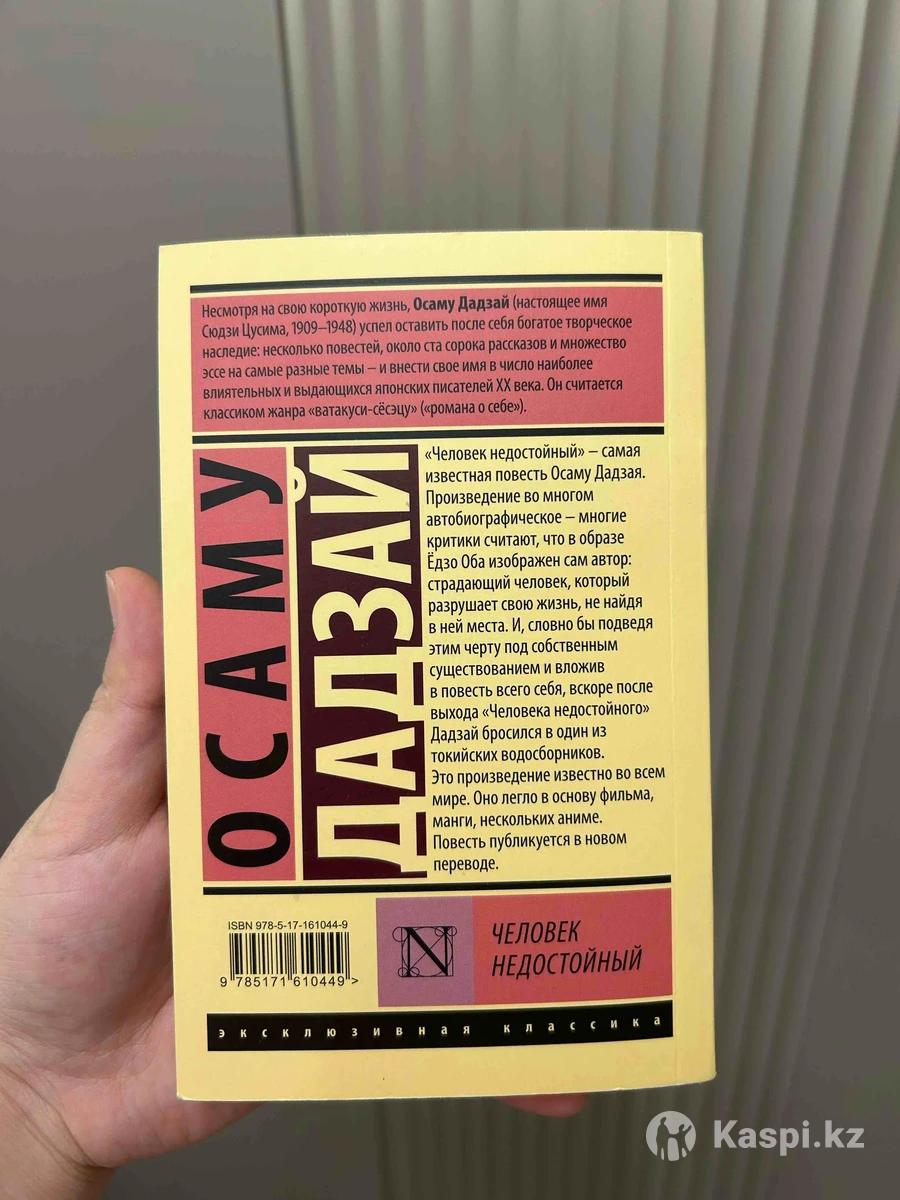 Несмотря на свою короткую жизнь, Осаму Дадзай (настоящее имя
Сюдзи Цусима, 1909–1948) успел оставить после себя богатое творческое
наследие: несколько повестей, около ста сорока рассказов и множество
эссе на самые разные темы – и внести свое имя в число наиболее
влиятельных и выдающихся японских писателей XX века. Он считается
классиком жанра «ватакуси-сёсэцу» («романа о себе»).
ОСАМУ
ДАДЗАЙ
«Человек недостойный» – самая
известная повесть Осаму Дадзая.
Произведение во многом
автобиографическое – многие
критики считают, что в образе
Ёдзо Оба изображен сам автор:
страдающий человек, который
разрушает свою жизнь, не найдя
в ней места. И, словно бы подведя
этим черту под собственным
существованием и вложив
в повесть всего себя, вскоре после
выхода «Человека недостойного»
Дадзай бросился в один из
токийских водосборников.
Это произведение известно во всем
мире. Оно легло в основу фильма,
манги, нескольких аниме.
Повесть публикуется в новом
переводе.
ISBN 978-5-17-161044-9
9 785171 610449 >
N
ЧЕЛОВЕК
НЕДОСТОЙНЫЙ
эксклюзивная классика
Kaspi.kz